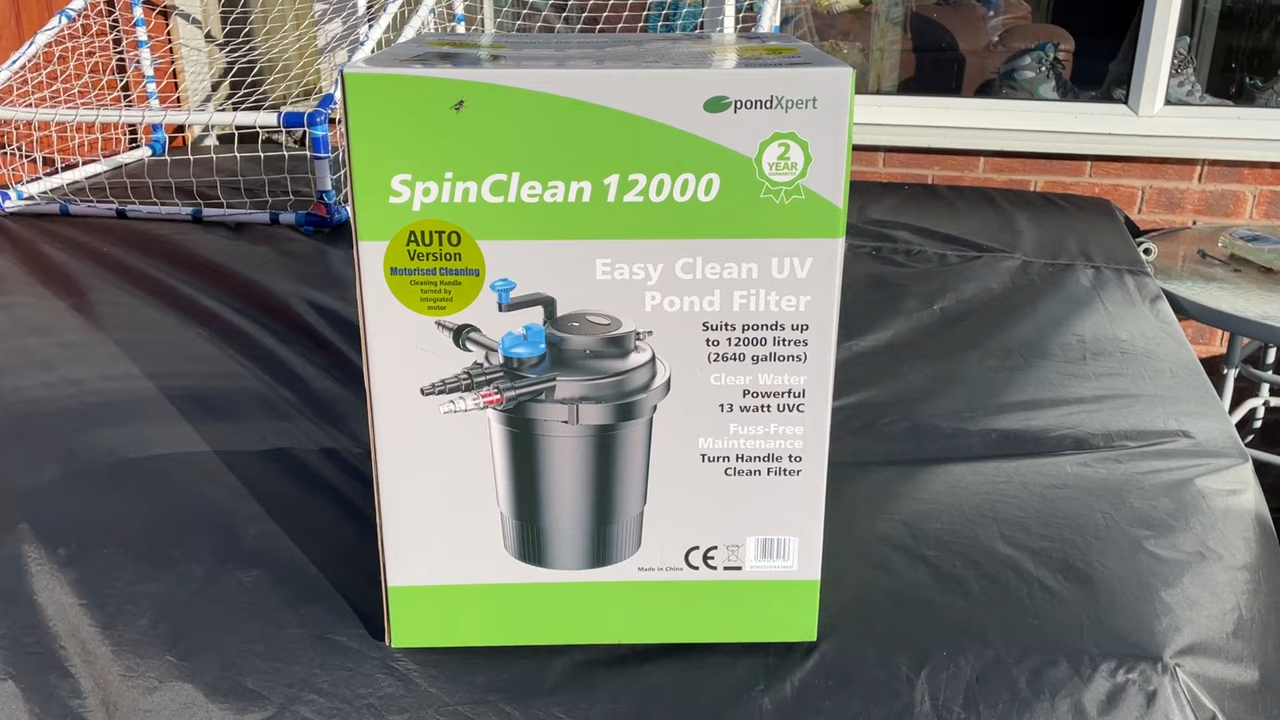 pondXpert
2
YEAR
GUARANTEE
SpinClean 12000
AUTO
Version
Motorised Cleaning
Cleaning Handle
turned by
integrated
motor
Easy Clean UV
Pond Filter
Suits ponds up
to 12000 litres
(2640 gallons)
Clear Water
Powerful
13 watt UVC
Fuss-Free
Maintenance
Turn Handle to
Clean Filter
Made in China
CE